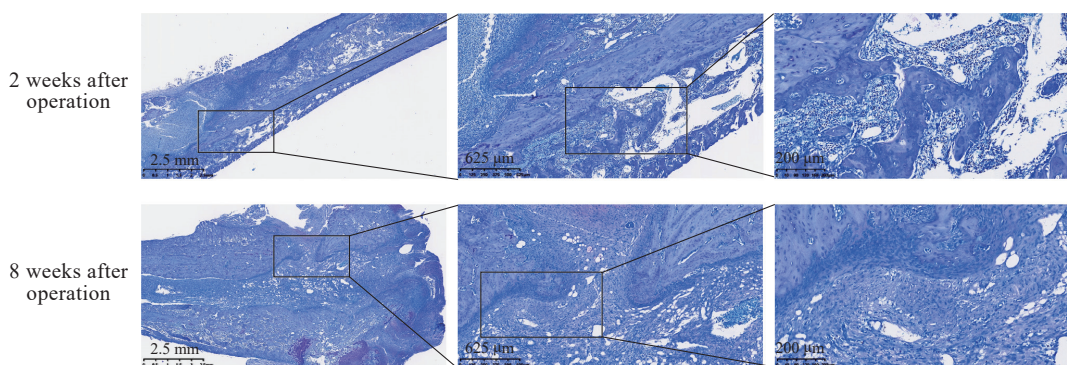 2 weeks after
operation
2.5 mm
625 μm
200 μm
8 weeks after
operation
2.5 mm
625 μm
200 μm